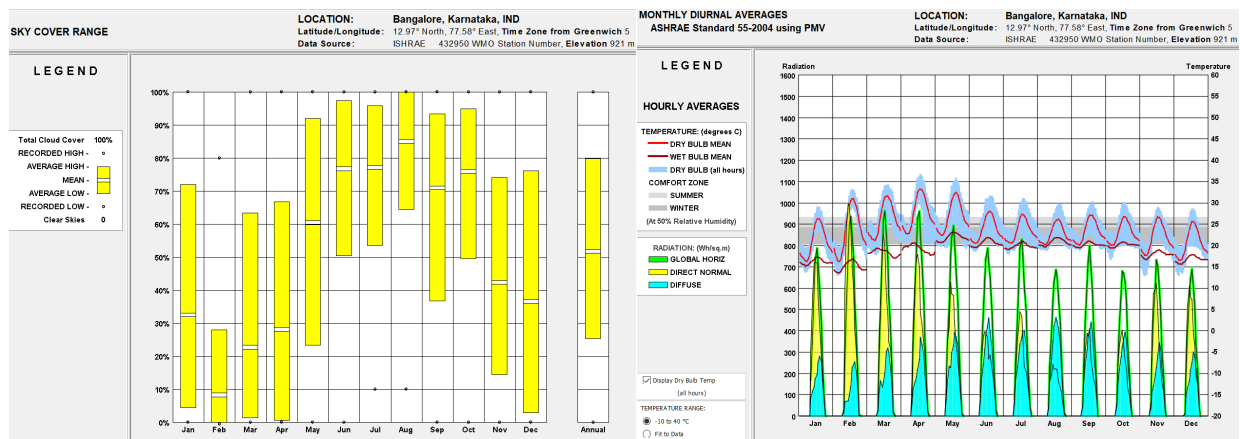 SKY COVER RANGE
LOCATION: Bangalore, Karnataka, IND
Latitude/Longitude: 12.97° North, 77.58° East, Time Zone from Greenwich 5
Data Source: ISHRAE 432950 WMO Station Number, Elevation 921 m
LEGEND
Total Cloud Cover 100%
RECORDED HIGH -
AVERAGE HIGH -
MEAN -
AVERAGE LOW -
RECORDED LOW -
Clear Skies 0
100%
90%
80%
70%
60%
50%
40%
30%
20%
10%
0%
Jan Feb Mar Apr May Jun Jul Aug Sep Oct Nov Dec Annual
MONTHLY DIURNAL AVERAGES
ASHRAE Standard 55-2004 using PMV
LOCATION: Bangalore, Karnataka, IND
Latitude/Longitude: 12.97° North, 77.58° East, Time Zone from Greenwich 5
Data Source: ISHRAE 432950 WMO Station Number, Elevation 921 m
LEGEND
HOURLY AVERAGES
TEMPERATURE: (degrees C)
DRY BULB MEAN
WET BULB MEAN
DRY BULB (all hours)
COMFORT ZONE
SUMMER
WINTER
(At 50% Relative Humidity)
RADIATION: (Wh/sq.m)
GLOBAL HORIZ
DIRECT NORMAL
DIFFUSE
Display Dry Bulb Temp
(all hours)
TEMPERATURE RANGE:
-10 to 40 °C
Fit to Data
Radiation Temperature
1600
1500
1400
1300
1200
1100
1000
900
800
700
600
500
400
300
200
100
0
60
55
50
45
40
35
30
25
20
15
10
5
0
-5
-10
-15
-20
Jan Feb Mar Apr May Jun Jul Aug Sep Oct Nov Dec